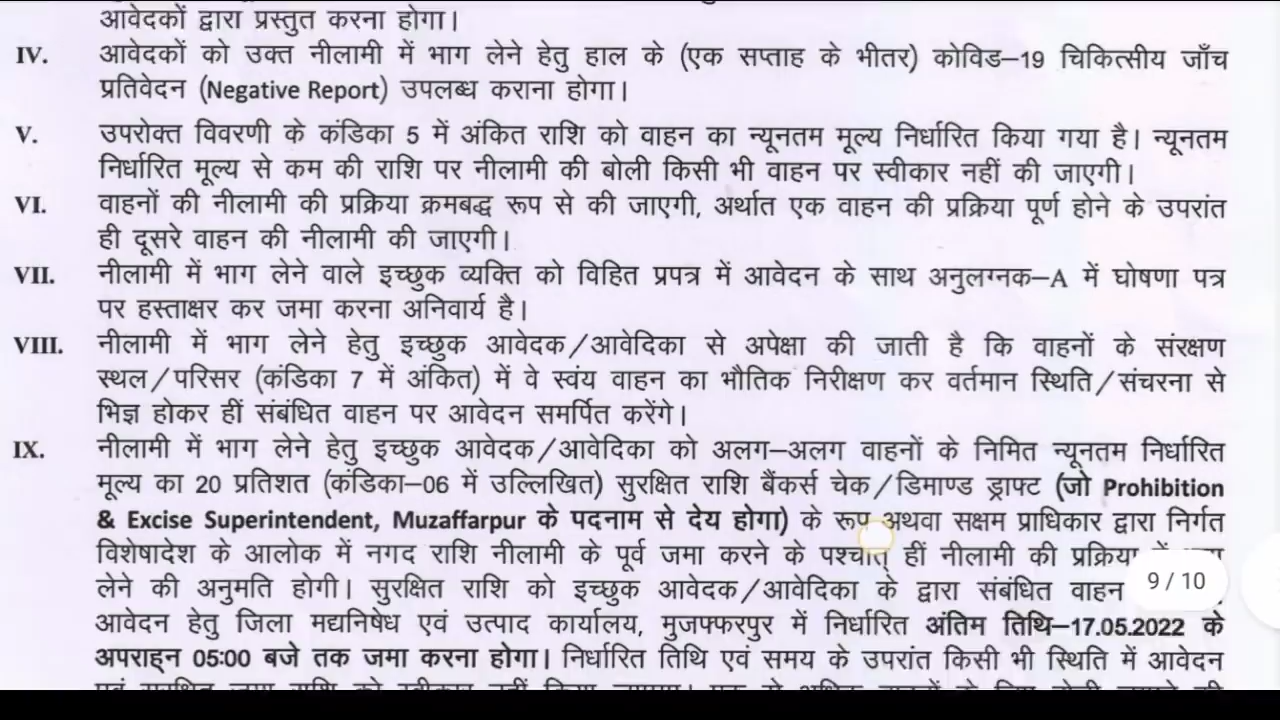 आवेदकों द्वारा प्रस्तुत करना होगा।
IV. आवेदकों को उक्त नीलामी में भाग लेने हेतु हाल के (एक सप्ताह के भीतर) कोविड–19 चिकित्सीय जाँच
प्रतिवेदन (Negative Report) उपलब्ध कराना होगा।
V. उपरोक्त विवरणी के कंडिका 5 में अंकित राशि को वाहन का न्यूनतम मूल्य निर्धारित किया गया है। न्यूनतम
निर्धारित मूल्य से कम की राशि पर नीलामी की बोली किसी भी वाहन पर स्वीकार नहीं की जाएगी।
VI. वाहनों की नीलामी की प्रक्रिया क्रमबद्ध रूप से की जाएगी, अर्थात एक वाहन की प्रक्रिया पूर्ण होने के उपरांत
ही दूसरे वाहन की नीलामी की जाएगी।
VII. नीलामी में भाग लेने वाले इच्छुक व्यक्ति को विहित प्रपत्र में आवेदन के साथ अनुलग्नक–A में घोषणा पत्र
पर हस्ताक्षर कर जमा करना अनिवार्य है।
VIII. नीलामी में भाग लेने हेतु इच्छुक आवेदक/आवेदिका से अपेक्षा की जाती है कि वाहनों के संरक्षण
स्थल/परिसर (कंडिका 7 में अंकित) में वे स्वंय वाहन का भौतिक निरीक्षण कर वर्तमान स्थिति/संचरना से
भिज्ञ होकर हीं संबंधित वाहन पर आवेदन समर्पित करेंगे।
IX. नीलामी में भाग लेने हेतु इच्छुक आवेदक/आवेदिका को अलग–अलग वाहनों के निमित न्यूनतम निर्धारित
मूल्य का 20 प्रतिशत (कंडिका–06 में उल्लिखित) सुरक्षित राशि बैंकर्स चेक/डिमाण्ड ड्राफ्ट (जो Prohibition
& Excise Superintendent, Muzaffarpur के पदनाम से देय होगा) के रूप अथवा सक्षम प्राधिकार द्वारा निर्गत
विशेषादेश के आलोक में नगद राशि नीलामी के पूर्व जमा करने के पश्चात् हीं नीलामी की प्रक्रिया
लेने की अनुमति होगी। सुरक्षित राशि को इच्छुक आवेदक/आवेदिका के द्वारा संबंधित वाहन
9 / 10
आवेदन हेतु जिला मद्यनिषेध एवं उत्पाद कार्यालय, मुजफ्फरपुर में निर्धारित अंतिम तिथि–17.05.2022 के
अपराह्न 05:00 बजे तक जमा करना होगा। निर्धारित तिथि एवं समय के उपरांत किसी भी स्थिति में आवेदन